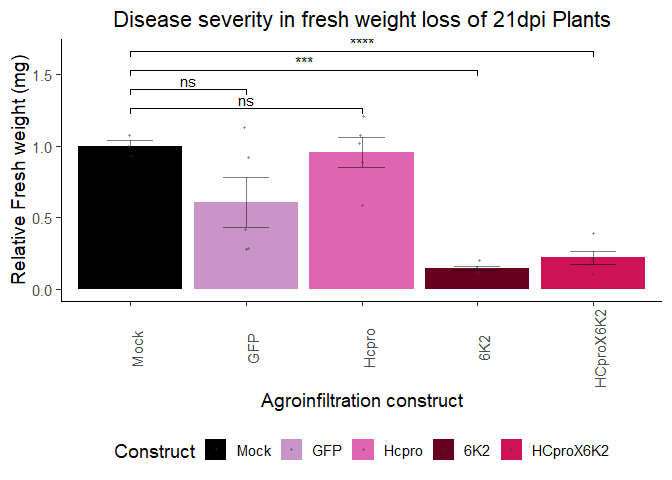 Disease severity in fresh weight loss of 21dpi Plants
****
***
ns
ns
Relative Fresh weight (mg)
1.5
1.0
0.5
0.0
Mock
GFP
Hcpro
6K2
HCproX6K2
Agroinfiltration construct
Construct Mock GFP Hcpro 6K2 HCproX6K2